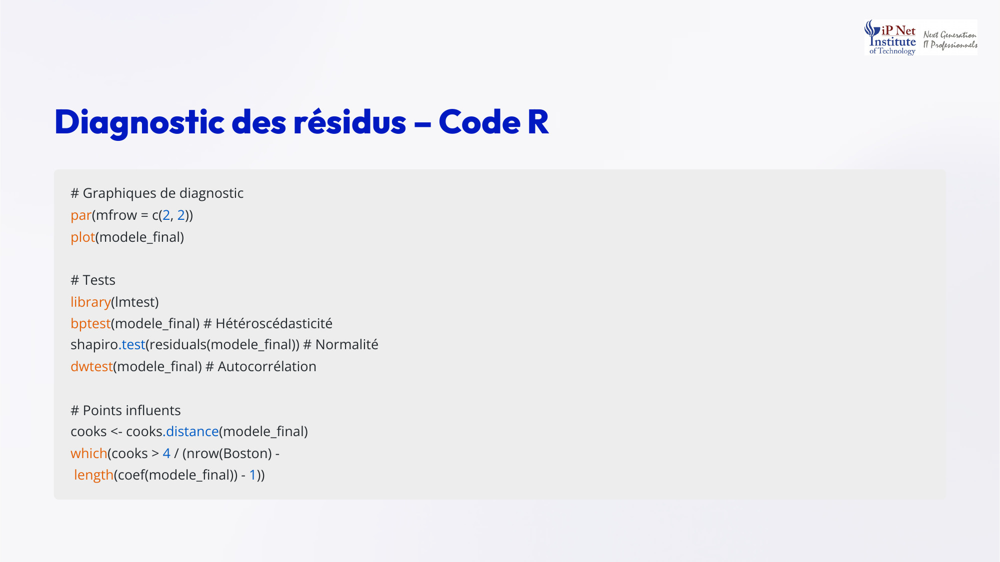 iP Net
Institute
of Technology
Next Generation
IT Professionnels
Diagnostic des résidus – Code R
# Graphiques de diagnostic
par(mfrow = c(2, 2))
plot(modele_final)
# Tests
library(lmtest)
bptest(modele_final) # Hétéroscédasticité
shapiro.test(residuals(modele_final)) # Normalité
dwtest(modele_final) # Autocorrélation
# Points influents
cooks <- cooks.distance(modele_final)
which(cooks > 4 / (nrow(Boston) -
length(coef(modele_final)) - 1))